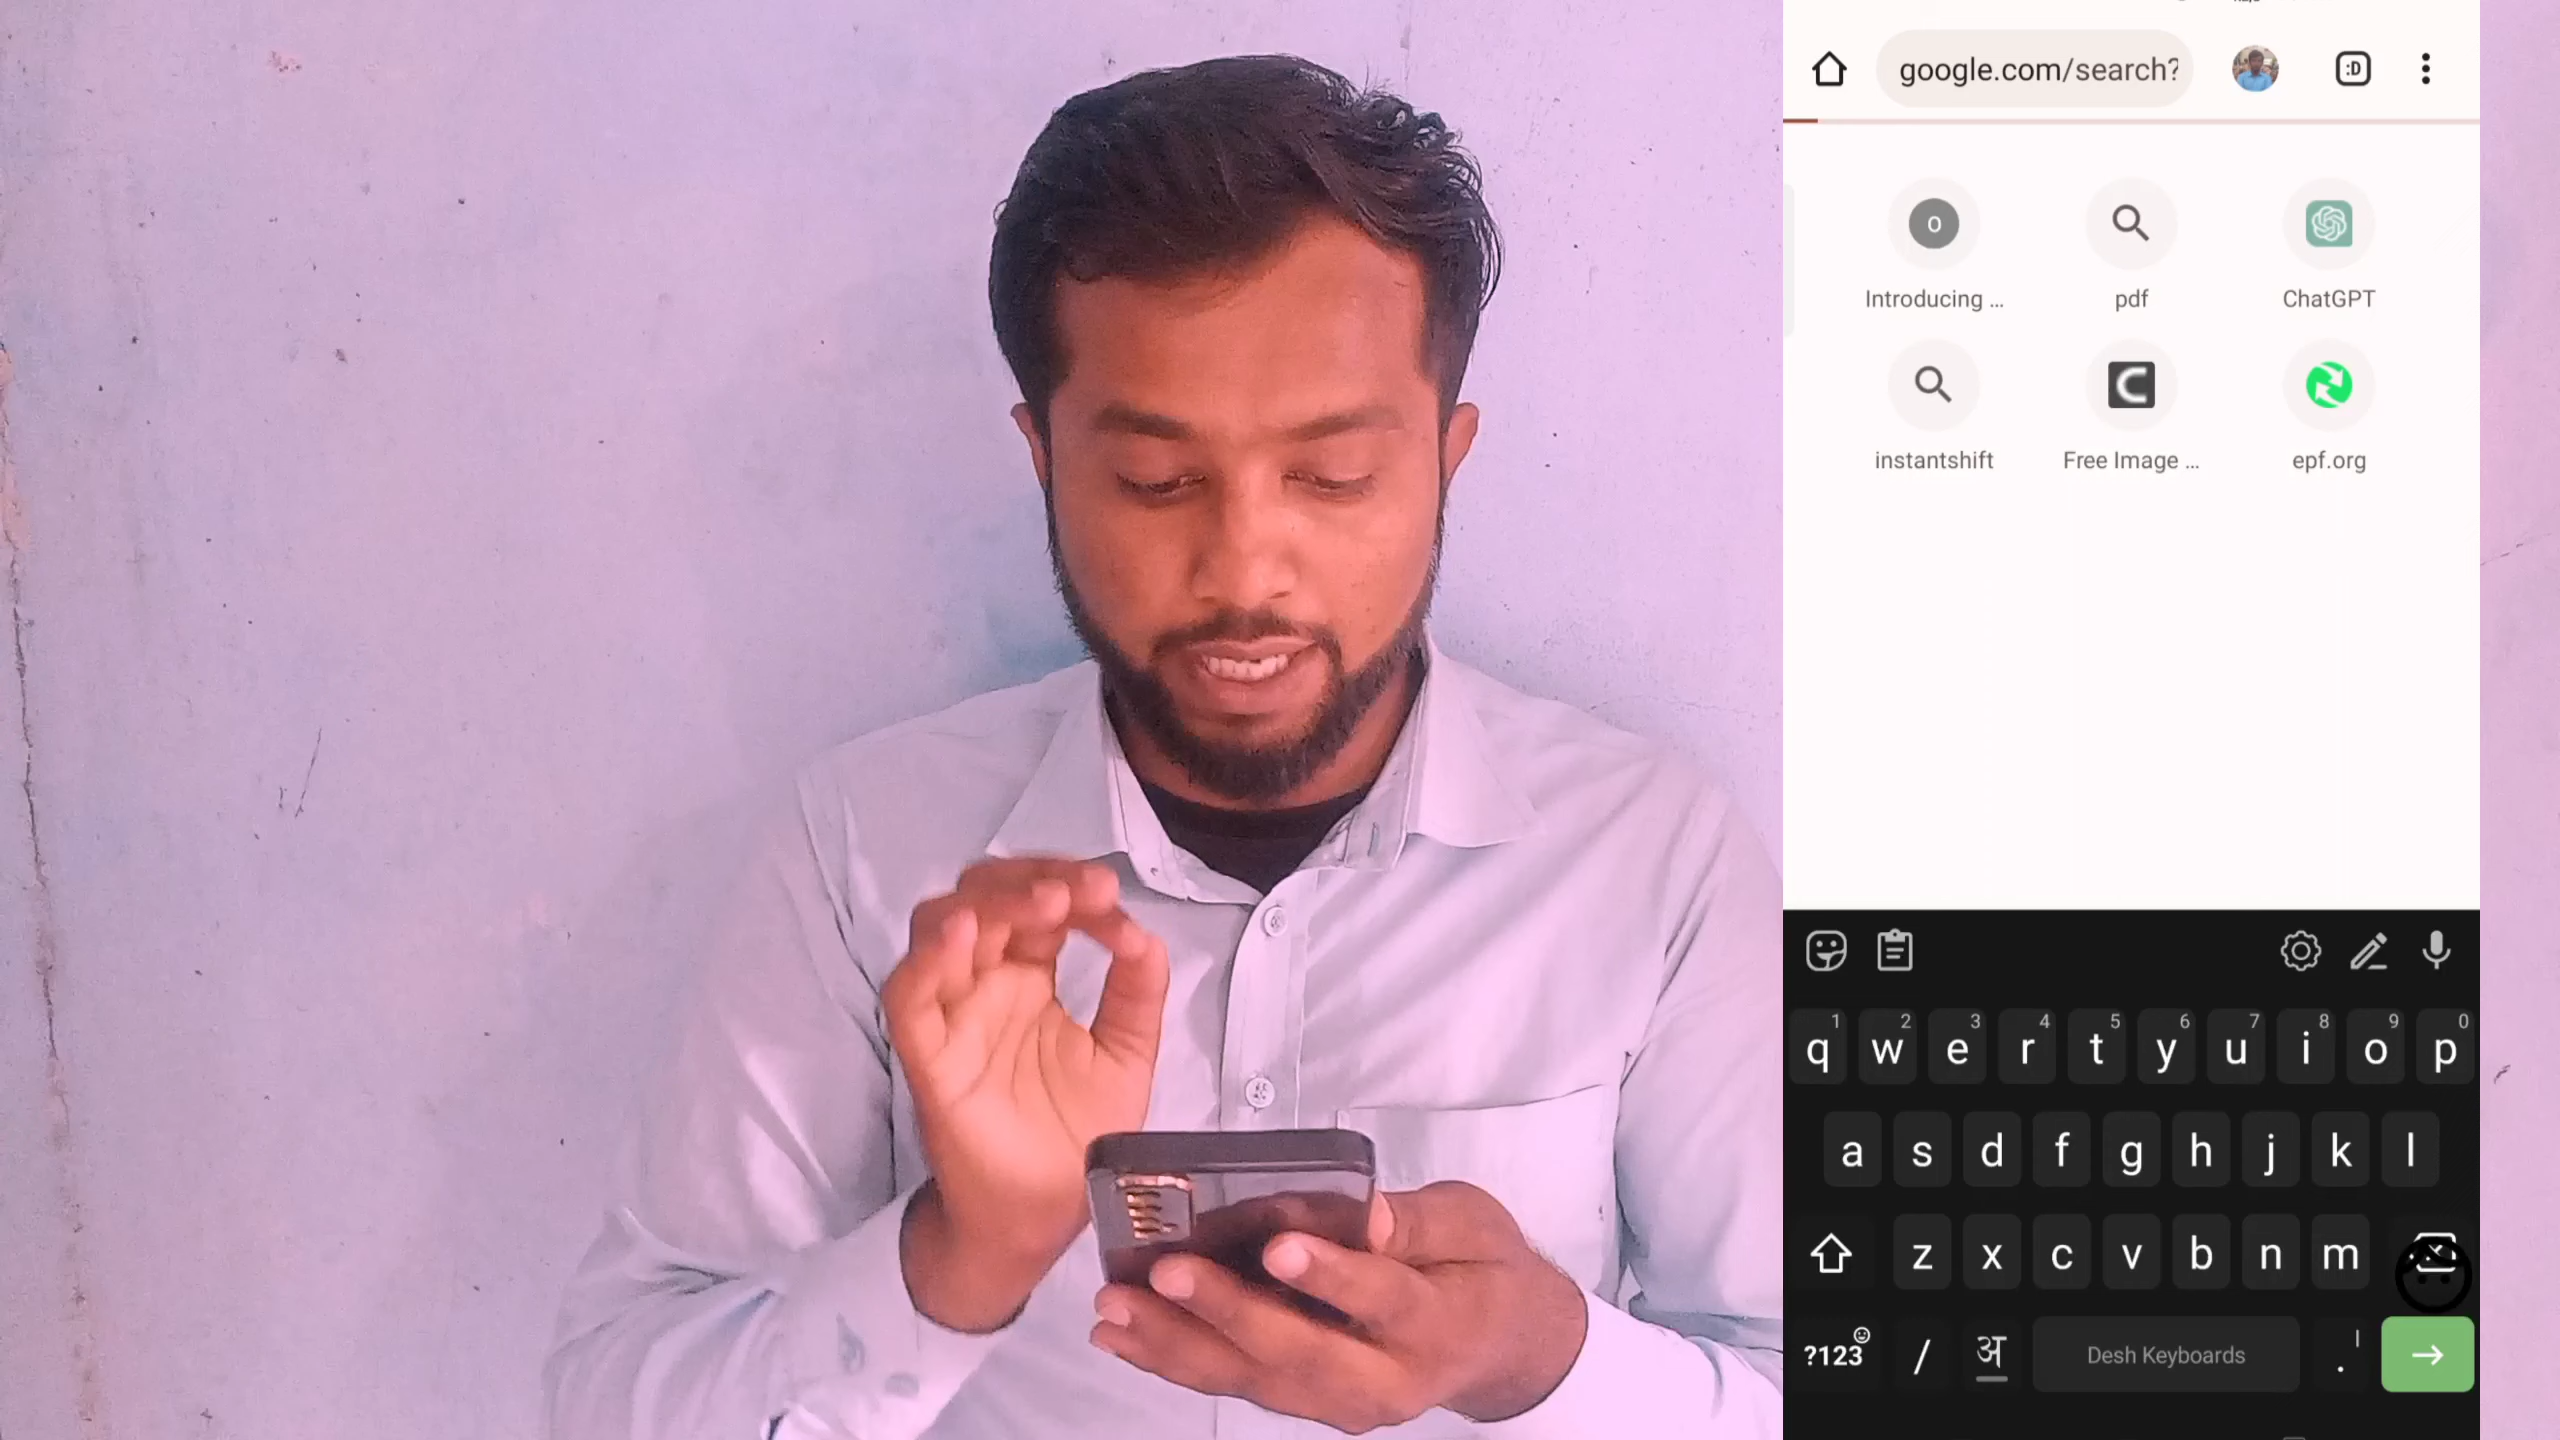 google.com/search?
:D
o
Introducing ...
pdf
ChatGPT
instantshift
Free Image ...
epf.org
1 2 3 4 5 6 7 8 9 0
q w e r t y u i o p
a s d f g h j k l
z x c v b n m
?123 / अ Desh Keyboards .